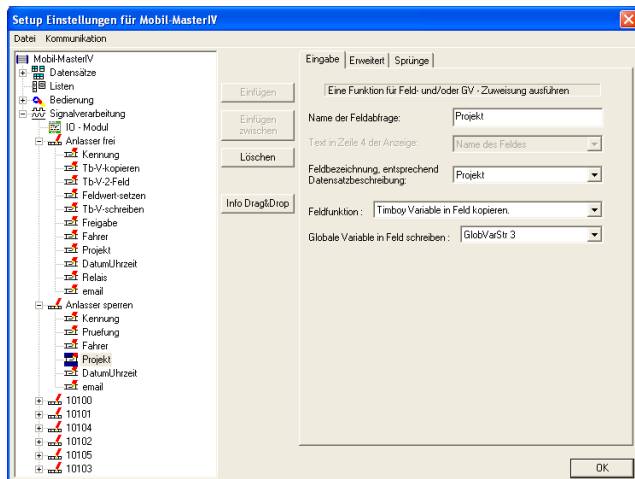 Setup Einstellungen für Mobil-MasterIV
Datei Kommunikation
Mobil-MasterIV
Datensätze
Listen
Bedienung
Signalverarbeitung
IO - Modul
Anlasser frei
Kennung
Tb-V-kopieren
Tb-V-2-Feld
Feldwert-setzen
Tb-V-schreiben
Freigabe
Fahrer
Projekt
DatumUhrzeit
Relais
email
Anlasser sperren
Kennung
Pruefung
Fahrer
Projekt
DatumUhrzeit
email
10100
10101
10104
10102
10105
10103
Einfügen
Einfügen
zwischen
Löschen
Info Drag&Drop
Eingabe Erweitert Sprünge
Eine Funktion für Feld- und/oder GV - Zuweisung ausführen
Name der Feldabfrage: Projekt
Text in Zeile 4 der Anzeige: Name des Feldes
Feldbezeichnung, entsprechend
Datensatzbeschreibung: Projekt
Feldfunktion : Timboy Variable in Feld kopieren.
Globale Variable in Feld schreiben : GlobVarStr 3
OK